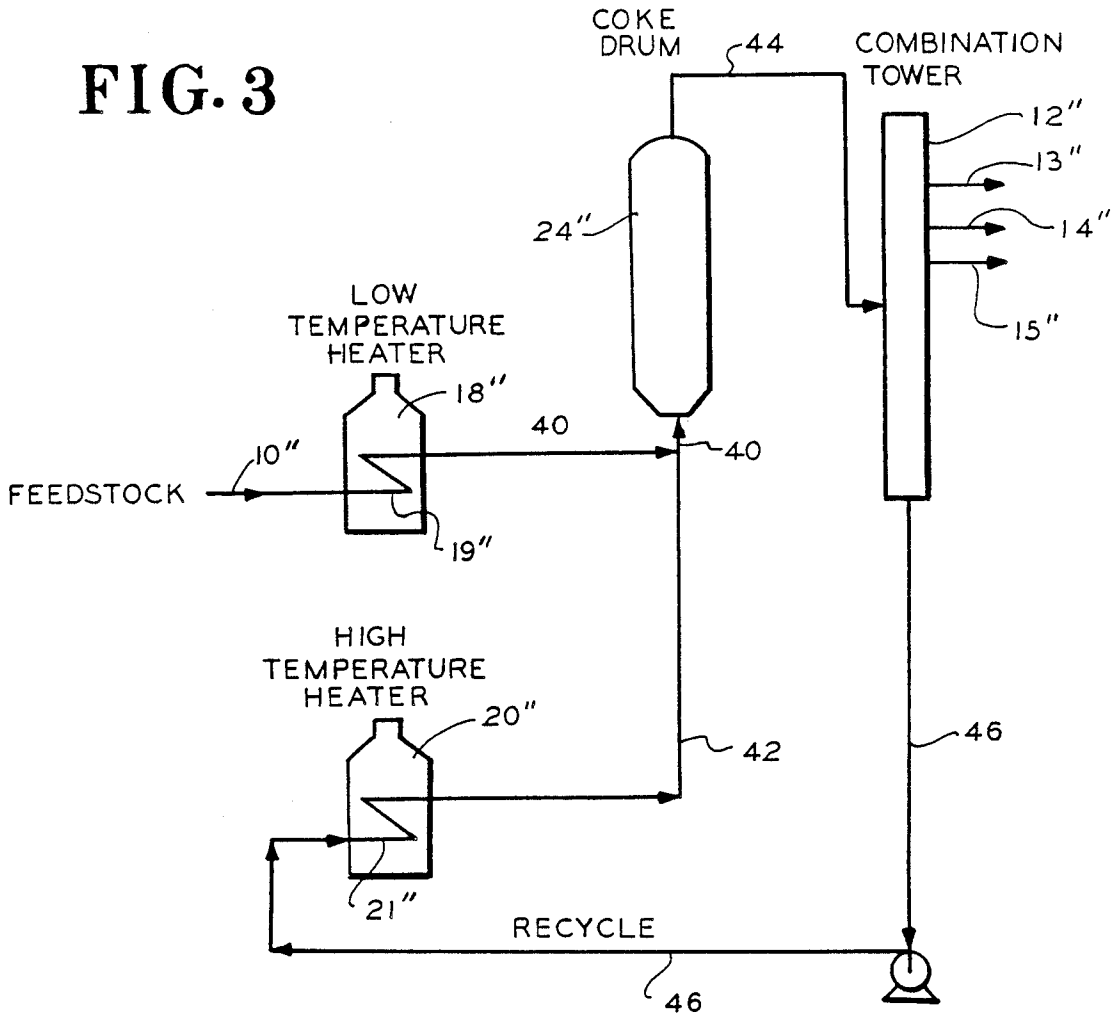 FIG. 3
COKE
DRUM
44
COMBINATION
TOWER
12"
13"
14"
15"
24"
LOW
TEMPERATURE
HEATER
18"
40
40
10"
FEEDSTOCK
19"
HIGH
TEMPERATURE
HEATER
20"
42
46
21"
RECYCLE
46